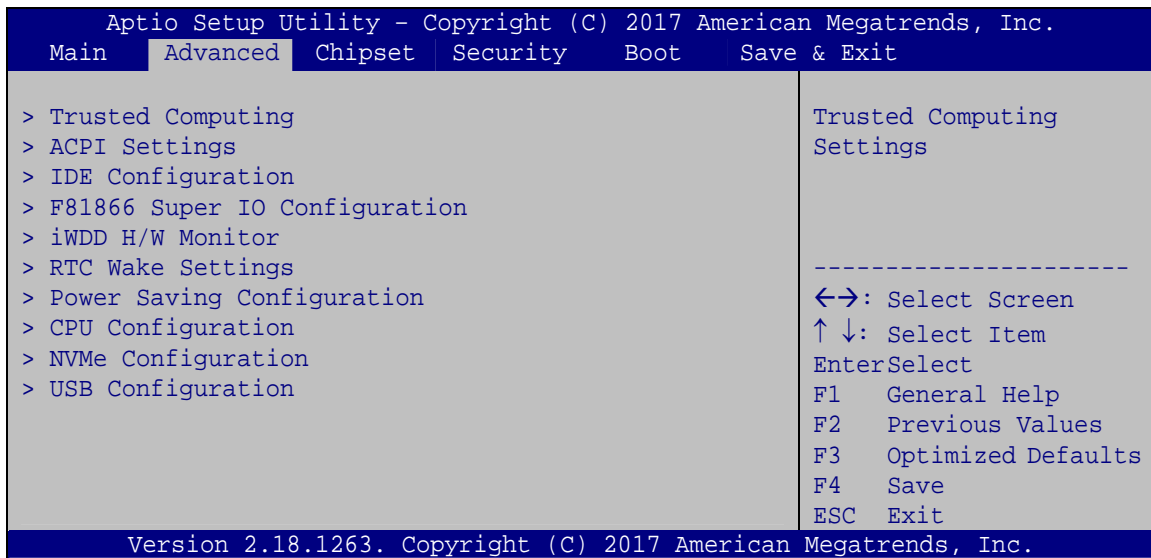 Aptio Setup Utility – Copyright (C) 2017 American Megatrends, Inc.
Main Advanced Chipset Security Boot Save & Exit
> Trusted Computing
> ACPI Settings
> IDE Configuration
> F81866 Super IO Configuration
> iWDD H/W Monitor
> RTC Wake Settings
> Power Saving Configuration
> CPU Configuration
> NVMe Configuration
> USB Configuration
Trusted Computing
Settings
----------------------
←→: Select Screen
↑ ↓: Select Item
EnterSelect
F1 General Help
F2 Previous Values
F3 Optimized Defaults
F4 Save
ESC Exit
Version 2.18.1263. Copyright (C) 2017 American Megatrends, Inc.